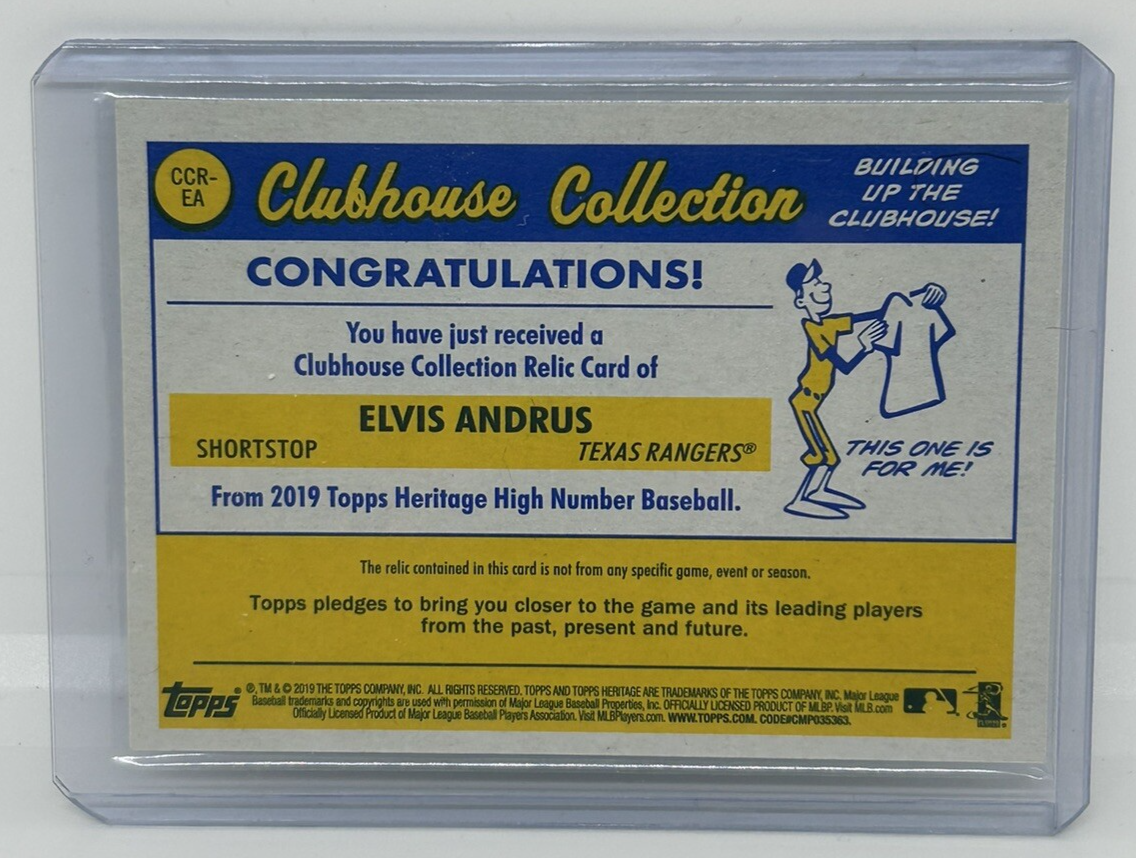 CCR-
EA
Clubhouse Collection
BUILDING
UP THE
CLUBHOUSE!
CONGRATULATIONS!
You have just received a
Clubhouse Collection Relic Card of
ELVIS ANDRUS
SHORTSTOP TEXAS RANGERS®
From 2019 Topps Heritage High Number Baseball.
THIS ONE IS
FOR ME!
The relic contained in this card is not from any specific game, event or season.
Topps pledges to bring you closer to the game and its leading players
from the past, present and future.
Topps®
®, TM & © 2019 THE TOPPS COMPANY, INC. ALL RIGHTS RESERVED. TOPPS AND TOPPS HERITAGE ARE TRADEMARKS OF THE TOPPS COMPANY, INC. Major League
Baseball trademarks and copyrights are used with permission of Major League Baseball Properties, Inc. OFFICIALLY LICENSED PRODUCT OF MLBP. Visit MLB.com
Officially Licensed Product of Major League Baseball Players Association. Visit MLBPlayers.com. WWW.TOPPS.COM. CODE#CMP035363.